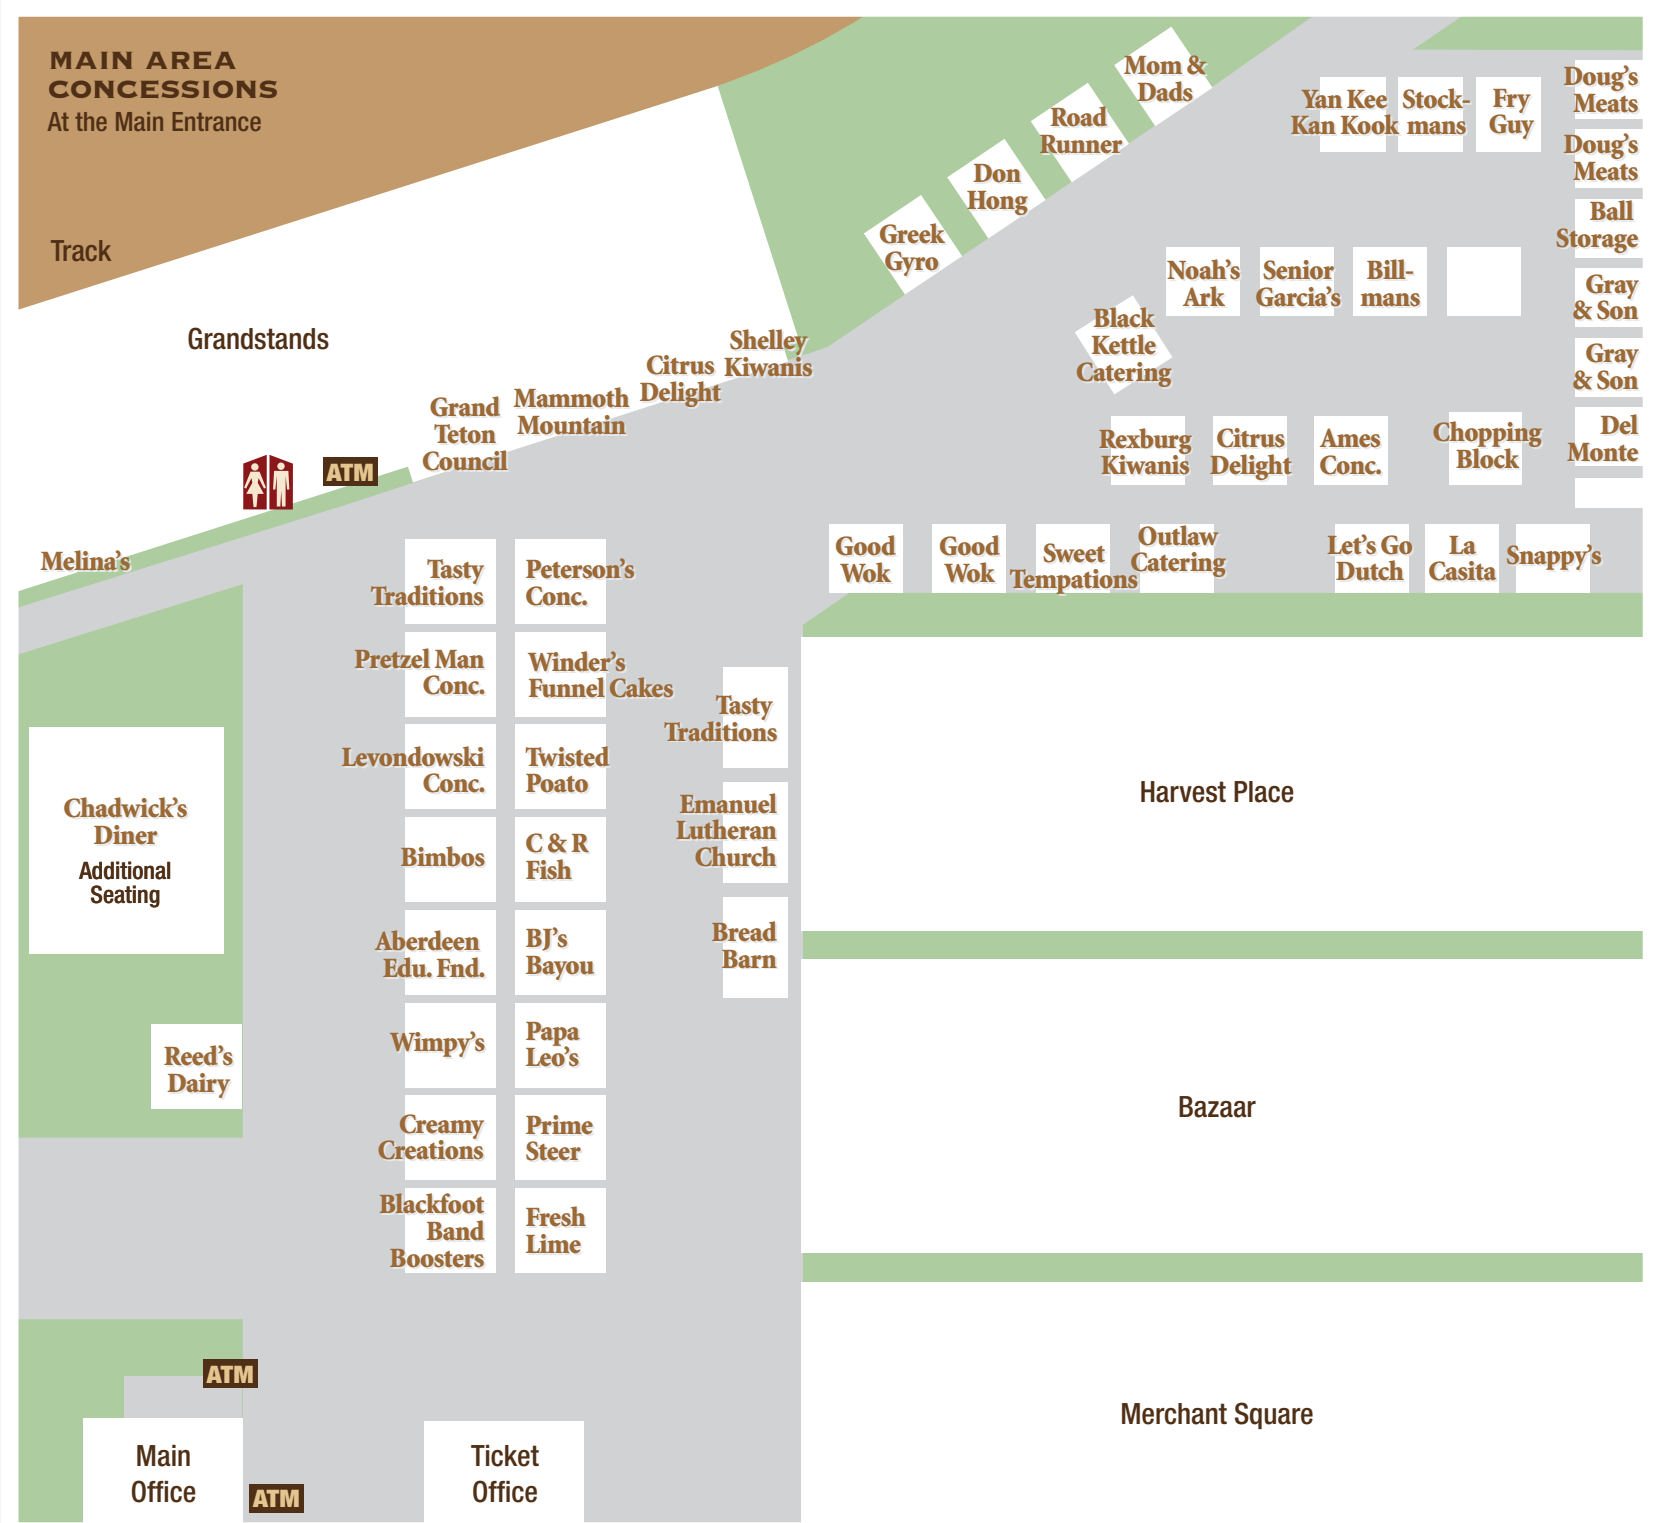 MAIN AREA
CONCESSIONS
At the Main Entrance
Track
Grandstands
Mom &
Dads
Road
Runner
Don
Hong
Greek
Gyro
Yan Kee
Kan Kook
Stock-
mans
Fry
Guy
Doug's
Meats
Doug's
Meats
Ball
Storage
Gray
& Son
Gray
& Son
Del
Monte
Noah's
Ark
Senior
Garcia's
Bill-
mans
Black
Kettle
Catering
Shelley
Kiwanis
Citrus
Delight
Mammoth
Mountain
Grand
Teton
Council
ATM
Melina's
Rexburg
Kiwanis
Citrus
Delight
Ames
Conc.
Chopping
Block
Good
Wok
Good
Wok
Sweet
Tempations
Outlaw
Catering
Let's Go
Dutch
La
Casita
Snappy's
Tasty
Traditions
Peterson's
Conc.
Pretzel Man
Conc.
Winder's
Funnel Cakes
Levondowski
Conc.
Twisted
Poato
Bimbos
C & R
Fish
Aberdeen
Edu. Fnd.
BJ's
Bayou
Wimpy's
Papa
Leo's
Creamy
Creations
Prime
Steer
Blackfoot
Band
Boosters
Fresh
Lime
Tasty
Traditions
Emanuel
Lutheran
Church
Bread
Barn
Chadwick's
Diner
Additional
Seating
Reed's
Dairy
Harvest Place
Bazaar
Merchant Square
ATM
Main
Office
ATM
Ticket
Office